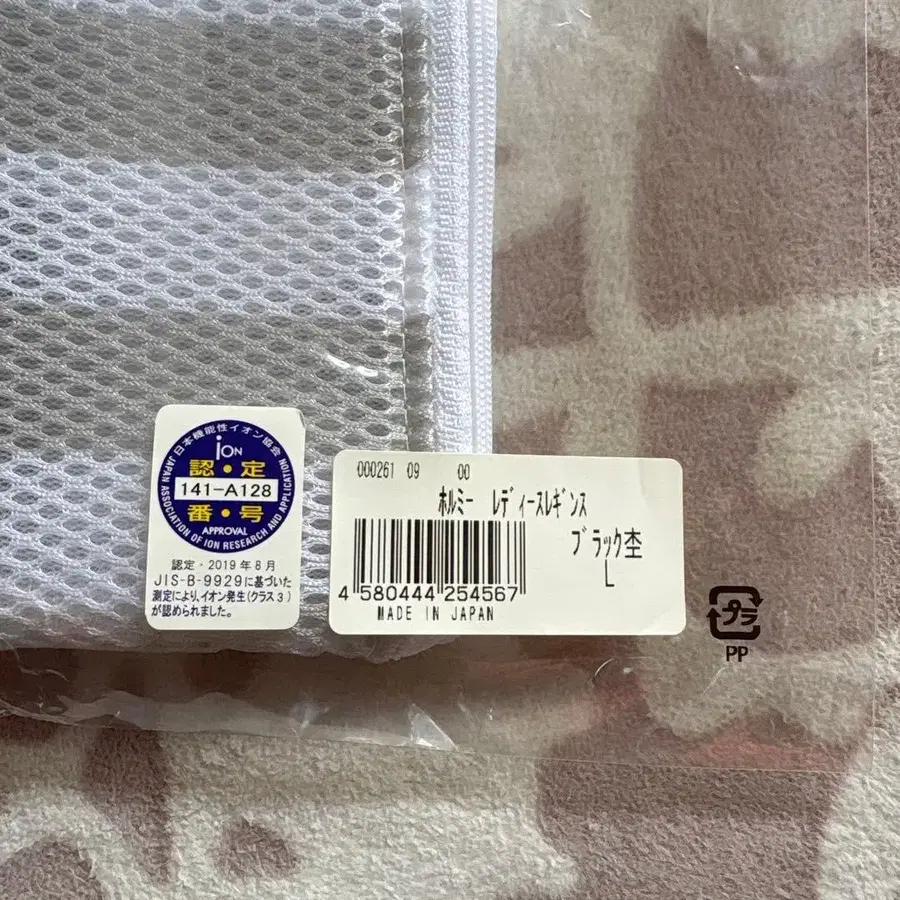 日本機能性イオン協会
iON
認・定
141-A128
番・号
APPROVAL
JAPAN ASSOCIATION OF ION RESEARCH AND APPLICATION
認定・2019年8月
JIS-B-9929に基づいた
測定により、イオン発生(クラス3)
が認められました。
000261 09 00
ﾎﾙﾐｰ ﾚﾃﾞｨｰｽﾚｷﾞﾝｽ
ブラック杢
L
4 580444 254567
MADE IN JAPAN
プラ
PP